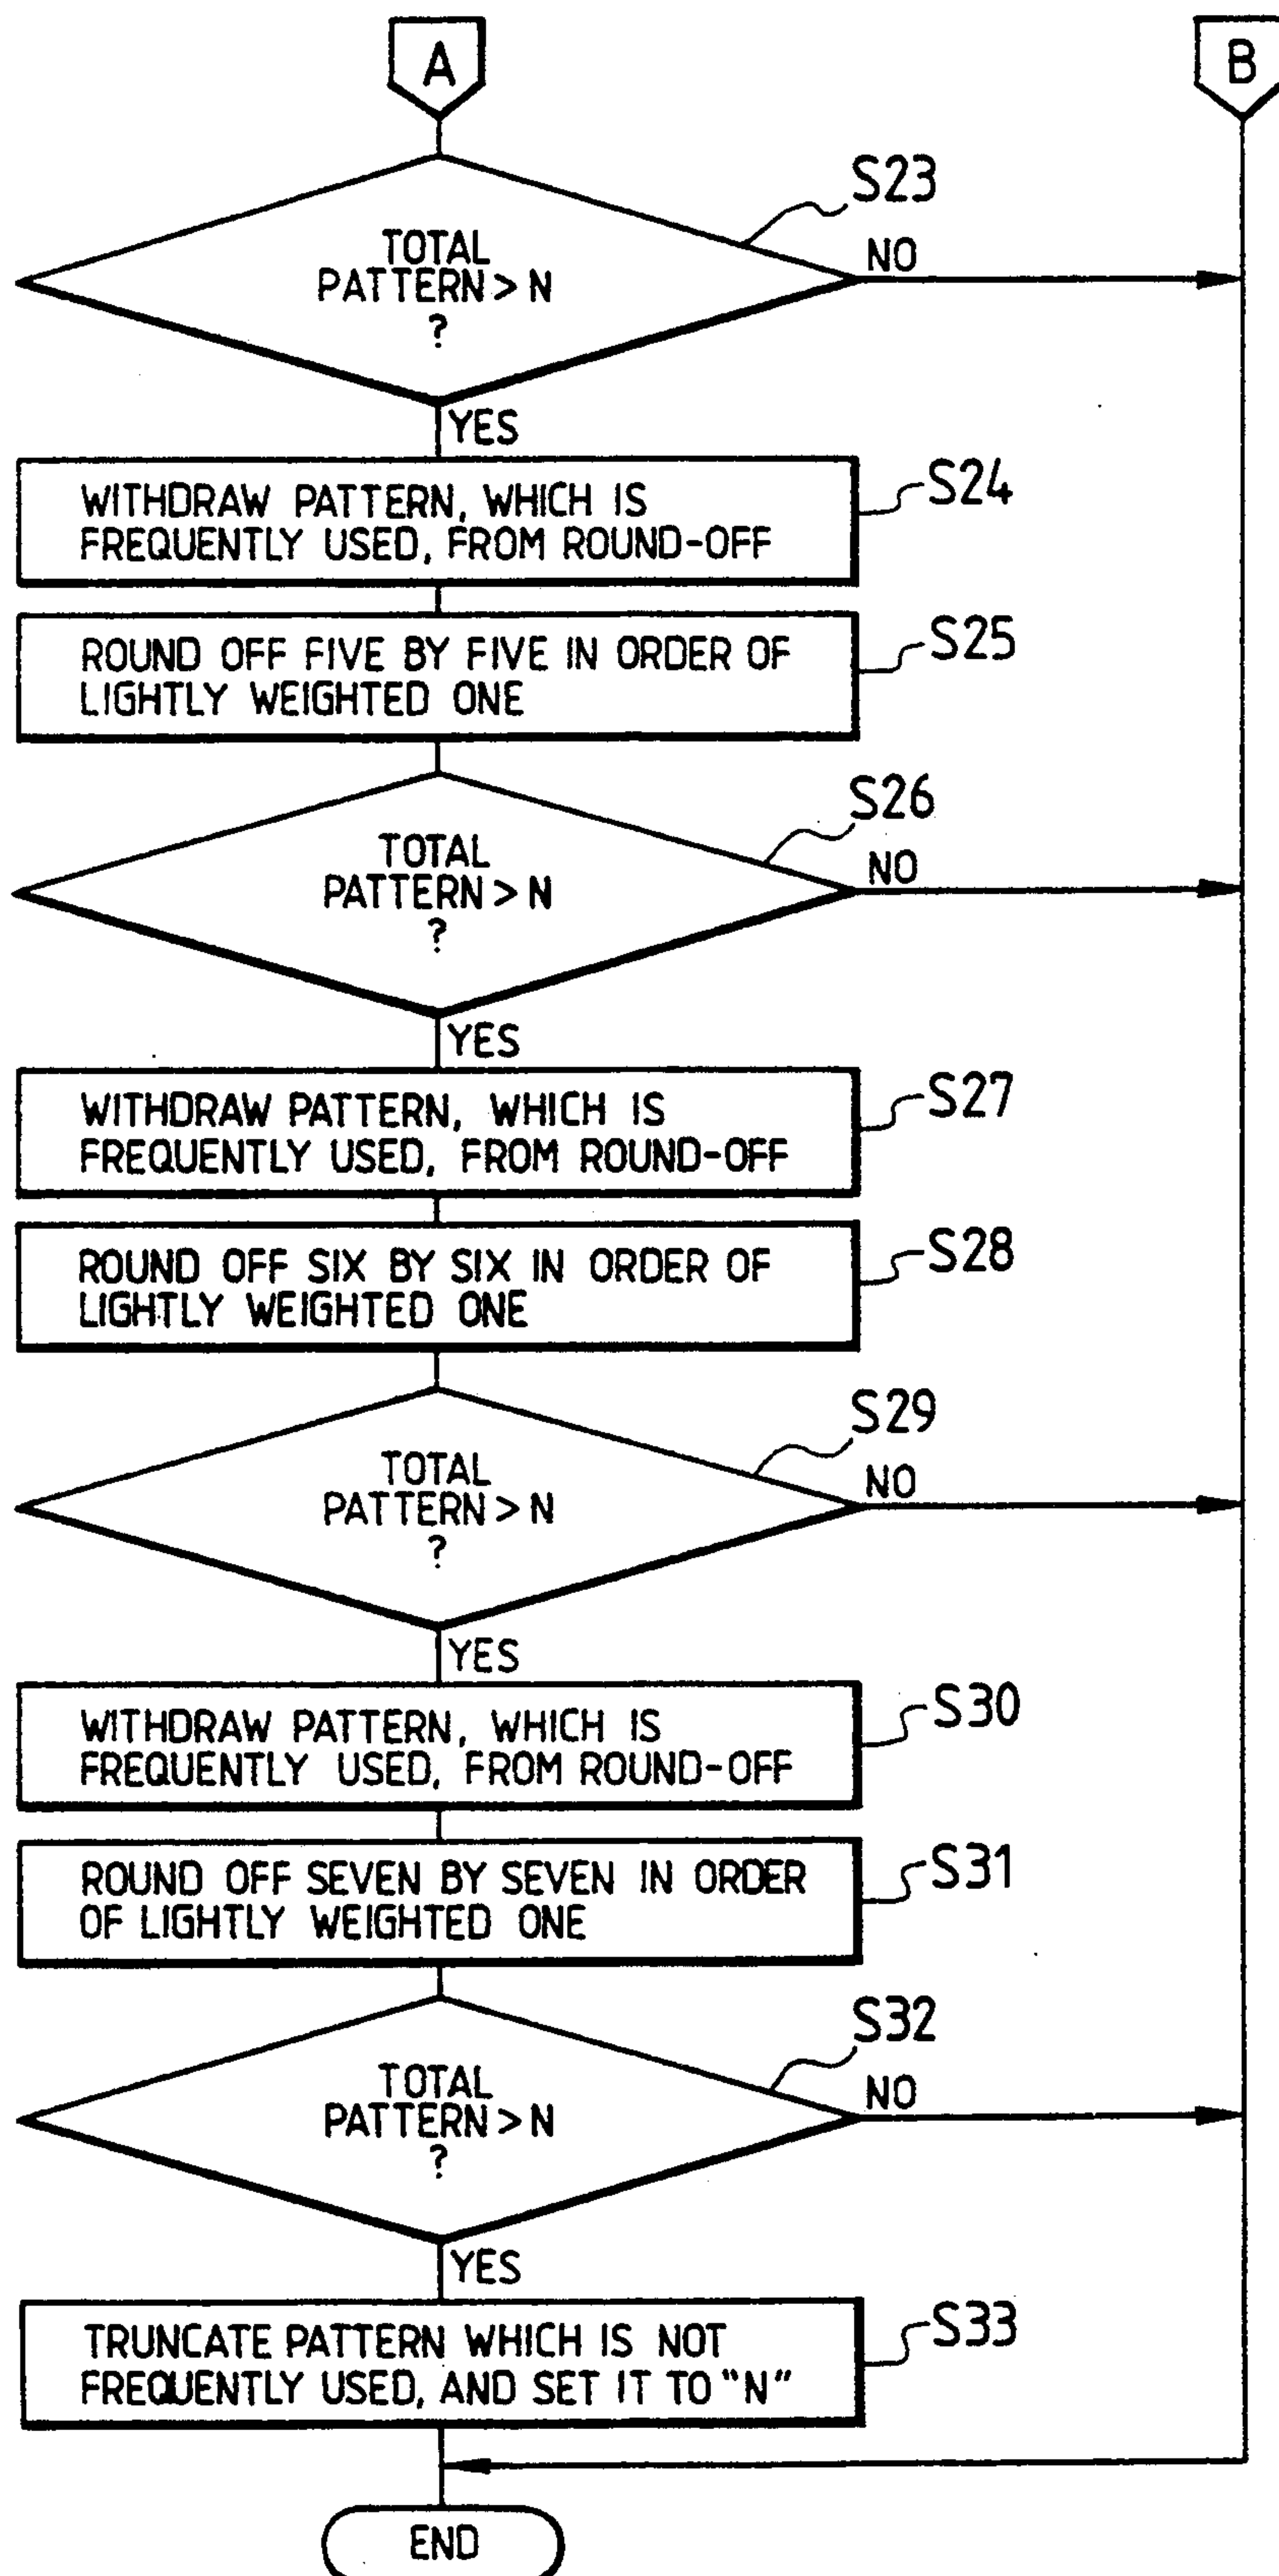 A
B
S23
TOTAL
PATTERN > N
?
NO
YES
S24
WITHDRAW PATTERN, WHICH IS
FREQUENTLY USED, FROM ROUND-OFF
S25
ROUND OFF FIVE BY FIVE IN ORDER OF
LIGHTLY WEIGHTED ONE
S26
TOTAL
PATTERN > N
?
NO
YES
S27
WITHDRAW PATTERN, WHICH IS
FREQUENTLY USED, FROM ROUND-OFF
S28
ROUND OFF SIX BY SIX IN ORDER OF
LIGHTLY WEIGHTED ONE
S29
TOTAL
PATTERN > N
?
NO
YES
S30
WITHDRAW PATTERN, WHICH IS
FREQUENTLY USED, FROM ROUND-OFF
S31
ROUND OFF SEVEN BY SEVEN IN ORDER
OF LIGHTLY WEIGHTED ONE
S32
TOTAL
PATTERN > N
?
NO
YES
S33
TRUNCATE PATTERN WHICH IS NOT
FREQUENTLY USED, AND SET IT TO "N"
END